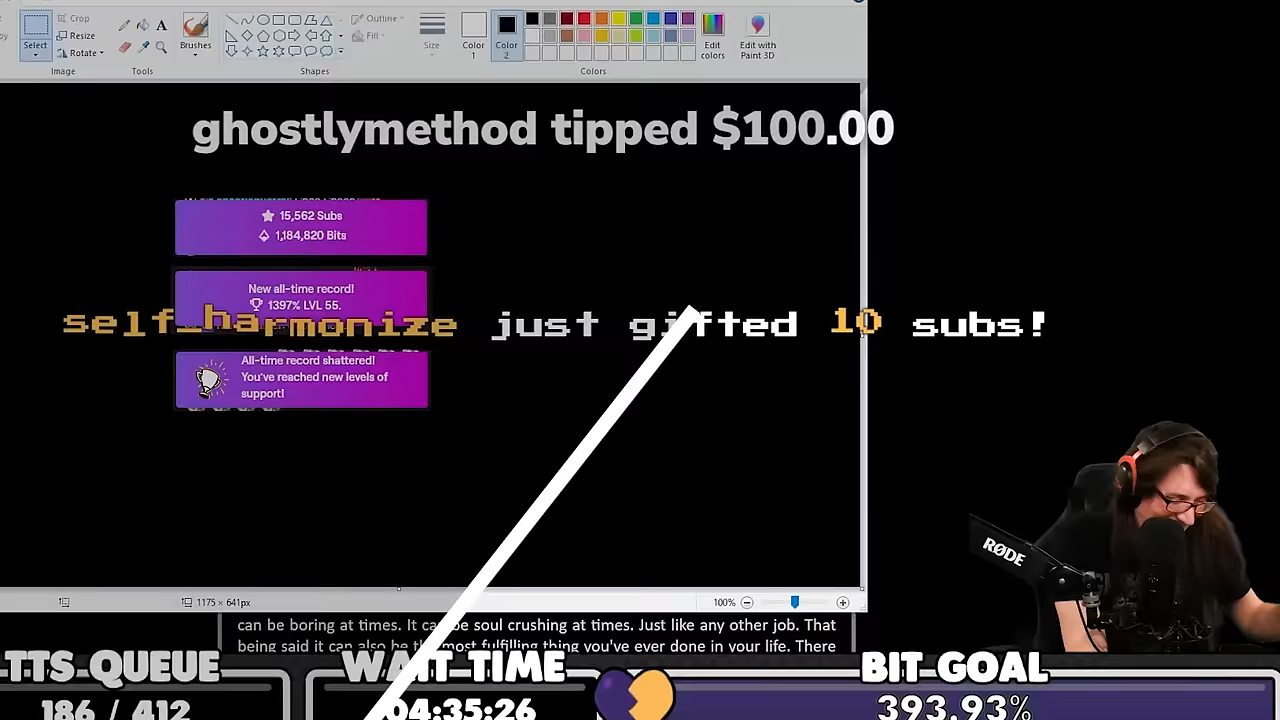 Crop
Select
Resize
Rotate
Image
A
Tools
Brushes
Shapes
Outline
Fill
Size
Color
1
Color
2
Colors
Edit
colors
Edit with
Paint 3D
ghostlymethod tipped $100.00
15,562 Subs
1,184,820 Bits
New all-time record!
1397% LVL 55.
self_harmonize just gifted 10 subs!
All-time record shattered!
You've reached new levels of
support!
RØDE
1175 × 641px
100%
can be boring at times. It can be soul crushing at times. Just like any other job. That
being said it can also be the most fulfilling thing you've ever done in your life. There
TTS QUEUE
186 / 412
WAIT TIME
04:35:26
BIT GOAL
393.93%